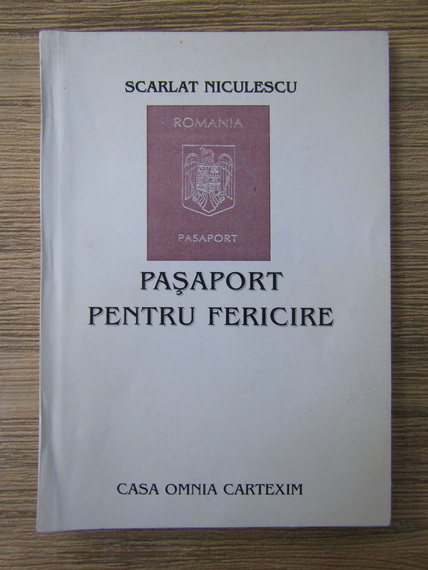 SCARLAT NICULESCU
ROMANIA
PASAPORT
PAŞAPORT
PENTRU FERICIRE
CASA OMNIA CARTEXIM